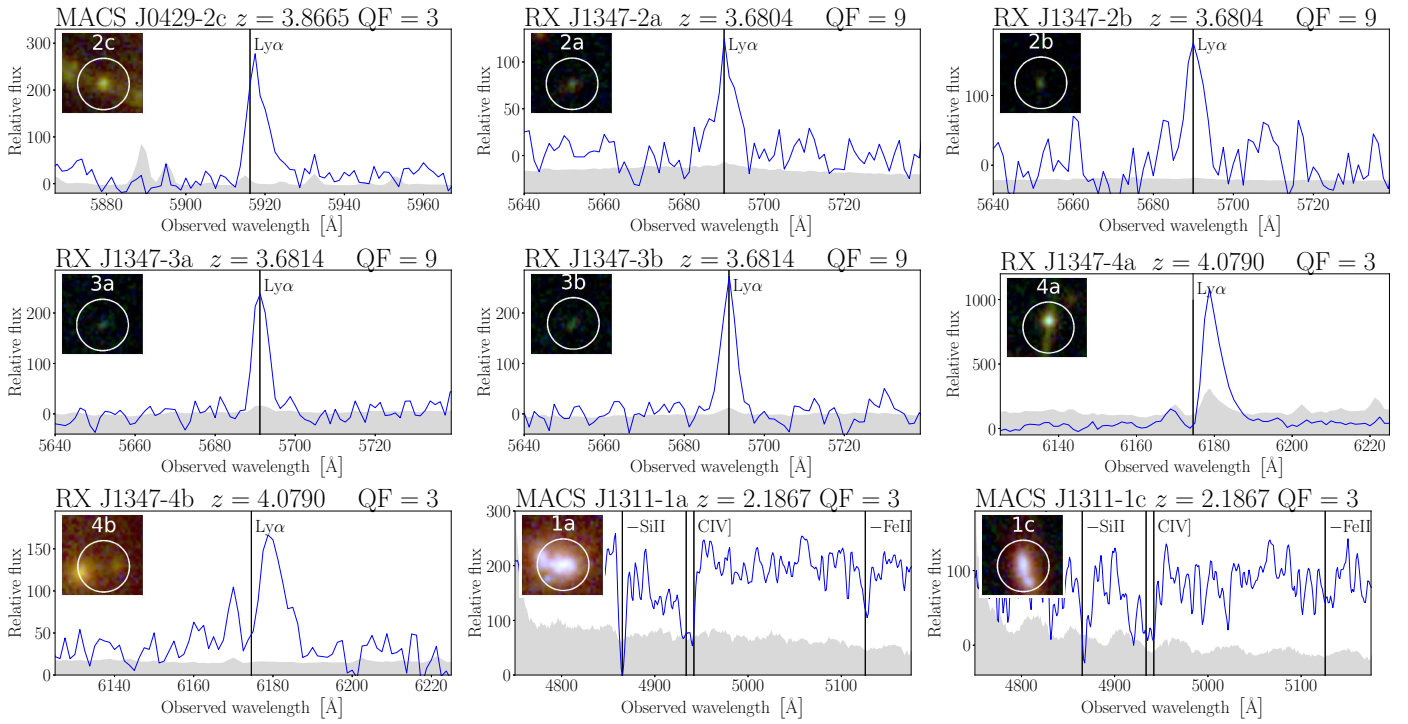 MACS J0429-2c z = 3.8665 QF = 3
2c
Lyα
Relative flux
300
200
100
0
5880 5900 5920 5940 5960
Observed wavelength [Å]
RX J1347-2a z = 3.6804 QF = 9
2a
Lyα
Relative flux
100
50
0
5640 5660 5680 5700 5720
Observed wavelength [Å]
RX J1347-2b z = 3.6804 QF = 9
2b
Lyα
Relative flux
100
0
5640 5660 5680 5700 5720
Observed wavelength [Å]
RX J1347-3a z = 3.6814 QF = 9
3a
Lyα
Relative flux
200
100
0
5640 5660 5680 5700 5720
Observed wavelength [Å]
RX J1347-3b z = 3.6814 QF = 9
3b
Lyα
Relative flux
200
100
0
5640 5660 5680 5700 5720
Observed wavelength [Å]
RX J1347-4a z = 4.0790 QF = 3
4a
Lyα
Relative flux
1000
500
0
6140 6160 6180 6200 6220
Observed wavelength [Å]
RX J1347-4b z = 4.0790 QF = 3
4b
Lyα
Relative flux
150
100
50
0
6140 6160 6180 6200 6220
Observed wavelength [Å]
MACS J1311-1a z = 2.1867 QF = 3
1a
−SiII CIV] −FeII
Relative flux
300
200
100
0
4800 4900 5000 5100
Observed wavelength [Å]
MACS J1311-1c z = 2.1867 QF = 3
1c
−SiII CIV] −FeII
Relative flux
100
0
4800 4900 5000 5100
Observed wavelength [Å]